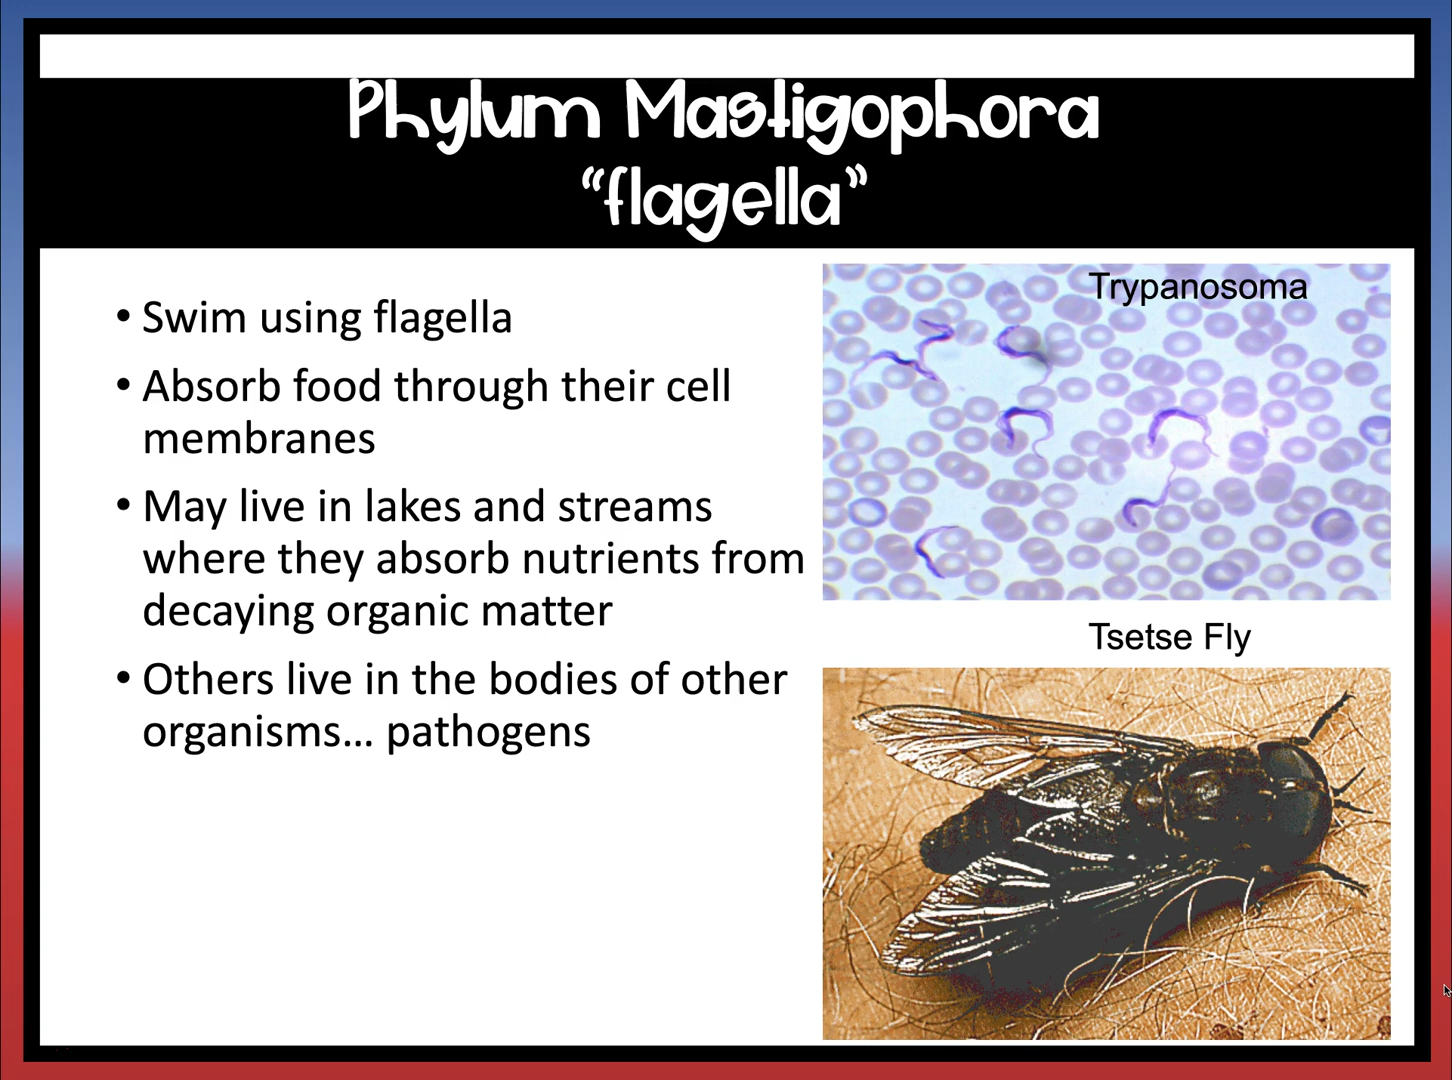 Phylum Mastigophora
“flagella”
• Swim using flagella
• Absorb food through their cell
membranes
• May live in lakes and streams
where they absorb nutrients from
decaying organic matter
• Others live in the bodies of other
organisms... pathogens
Trypanosoma
Tsetse Fly